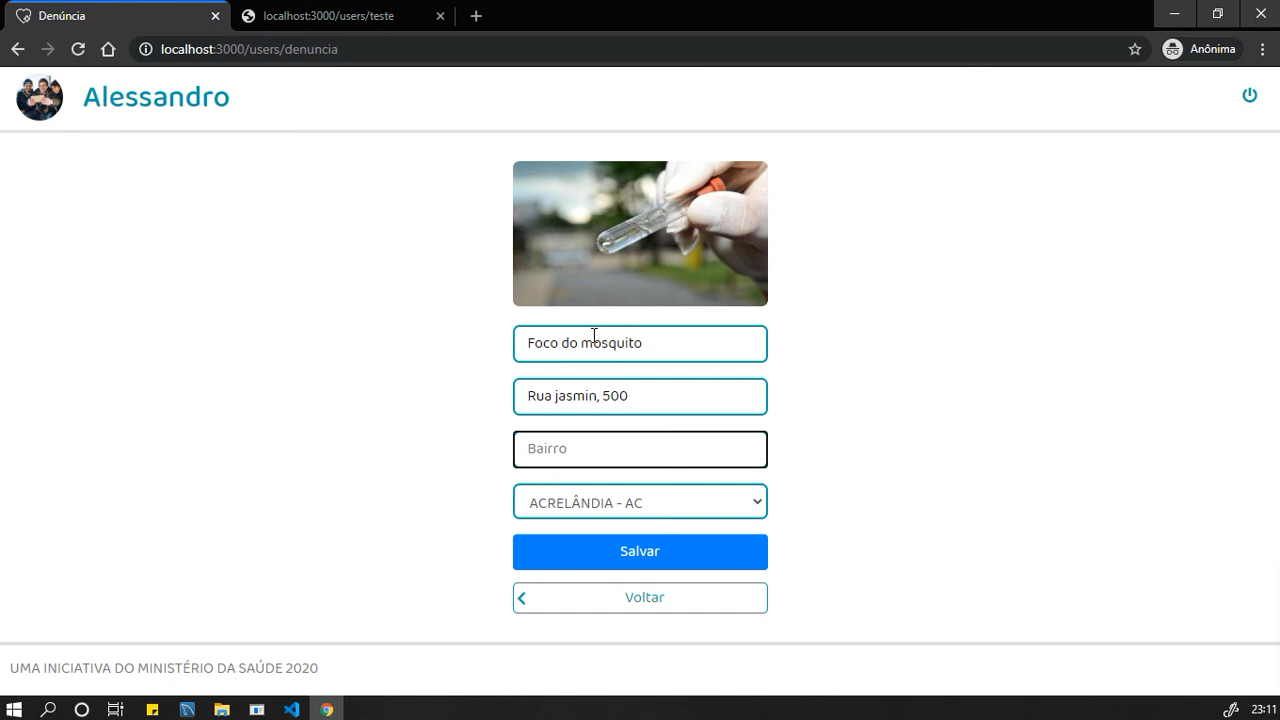 Denúncia
localhost:3000/users/teste
localhost:3000/users/denuncia
Anônima
Alessandro
Foco do mosquito
Rua jasmin, 500
Bairro
ACRELÂNDIA - AC
Salvar
Voltar
UMA INICIATIVA DO MINISTÉRIO DA SAÚDE 2020
23:11